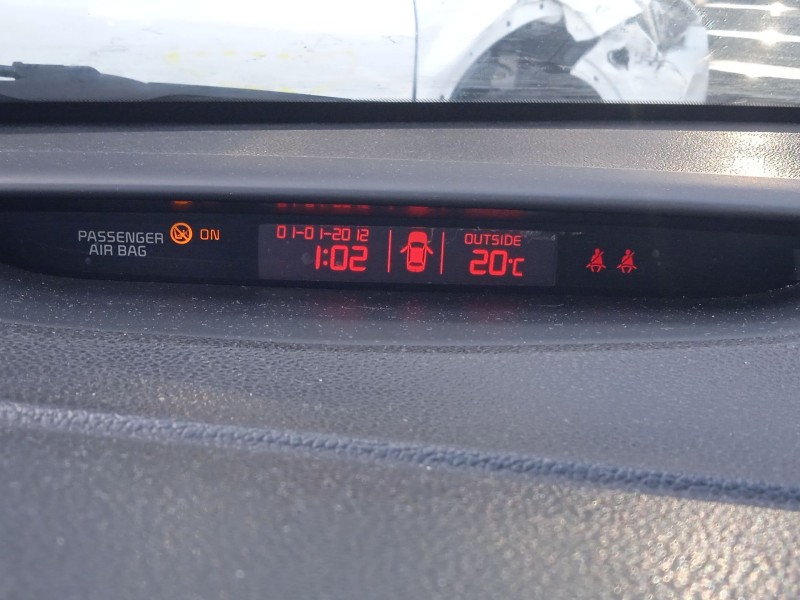 PASSENGER ON
AIR BAG
01-01-2012
1:02
OUTSIDE
20°C